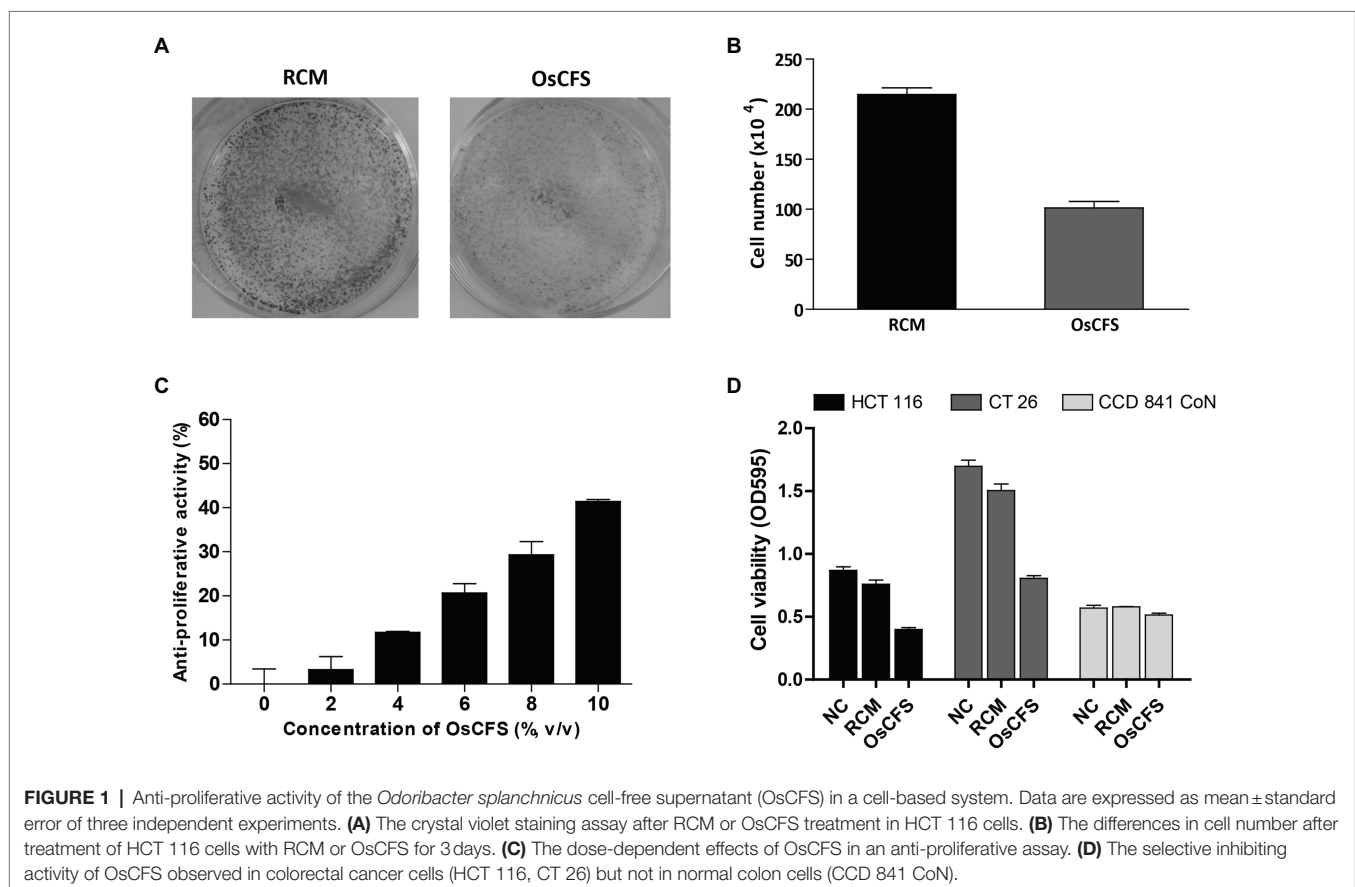 A
RCM
OsCFS
B
Cell number (x10⁻⁴)
250
200
150
100
50
0
RCM
OsCFS
C
Anti-proliferative activity (%)
60
50
40
30
20
10
0
0 2 4 6 8 10
Concentration of OsCFS (%, v/v)
D
HCT 116 CT 26 CCD 841 CoN
Cell viability (OD595)
2.0
1.5
1.0
0.5
0.0
NC RCM OsCFS NC RCM OsCFS NC RCM OsCFS
FIGURE 1 | Anti-proliferative activity of the Odoribacter splanchnicus cell-free supernatant (OsCFS) in a cell-based system. Data are expressed as mean ± standard
error of three independent experiments. (A) The crystal violet staining assay after RCM or OsCFS treatment in HCT 116 cells. (B) The differences in cell number after
treatment of HCT 116 cells with RCM or OsCFS for 3 days. (C) The dose-dependent effects of OsCFS in an anti-proliferative assay. (D) The selective inhibiting
activity of OsCFS observed in colorectal cancer cells (HCT 116, CT 26) but not in normal colon cells (CCD 841 CoN).